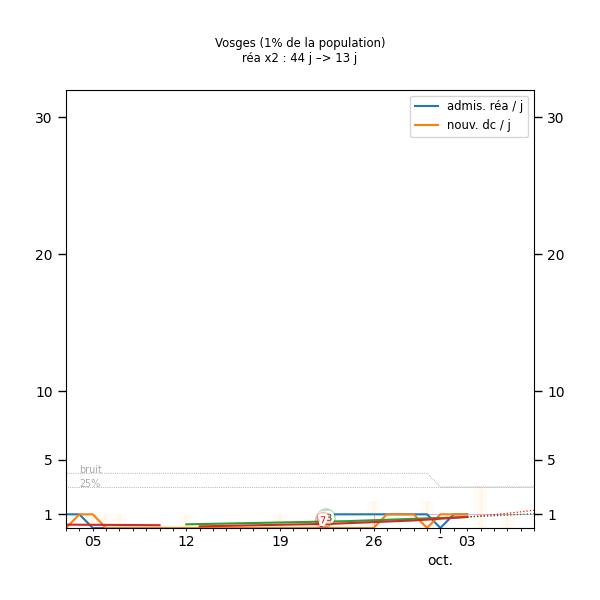 Vosges (1% de la population)
réa x2 : 44 j –> 13 j
admis. réa / j
nouv. dc / j
30 30
20 20
10 10
5 5
bruit
25%
1 1
05 12 19 26 - 03
oct.